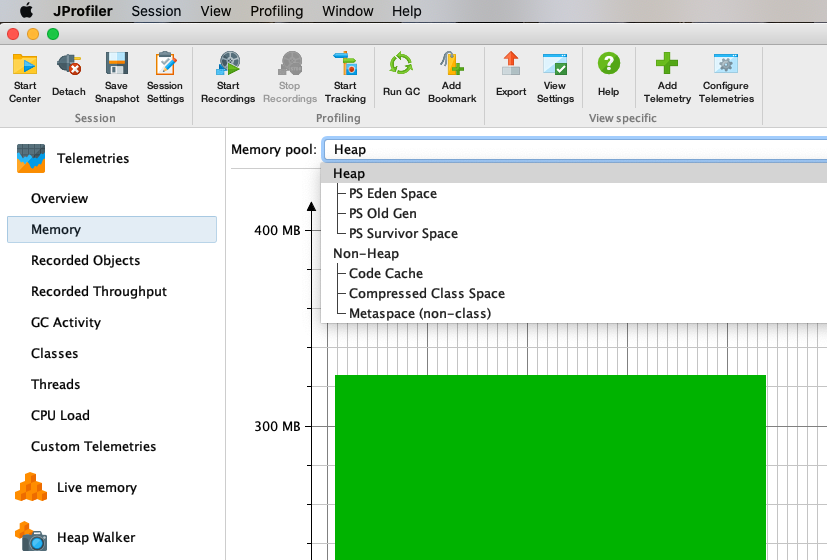 JProfiler Session View Profiling Window Help
Start Center Detach Save Snapshot Session Settings Start Recordings Stop Recordings Start Tracking Run GC Add Bookmark Export View Settings Help Add Telemetry Configure Telemetries
Session Profiling View specific
Telemetries
Overview
Memory
Recorded Objects
Recorded Throughput
GC Activity
Classes
Threads
CPU Load
Custom Telemetries
Live memory
Heap Walker
Memory pool: Heap
Heap
PS Eden Space
PS Old Gen
PS Survivor Space
Non-Heap
Code Cache
Compressed Class Space
Metaspace (non-class)
400 MB
300 MB